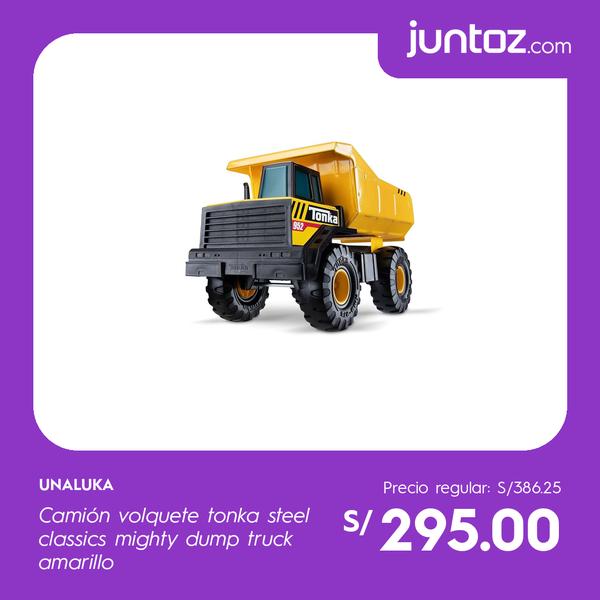 juntoz.com
Tonka
952
UNALUKA
Camión volquete tonka steel
classics mighty dump truck
amarillo
Precio regular: S/386.25
S/295.00